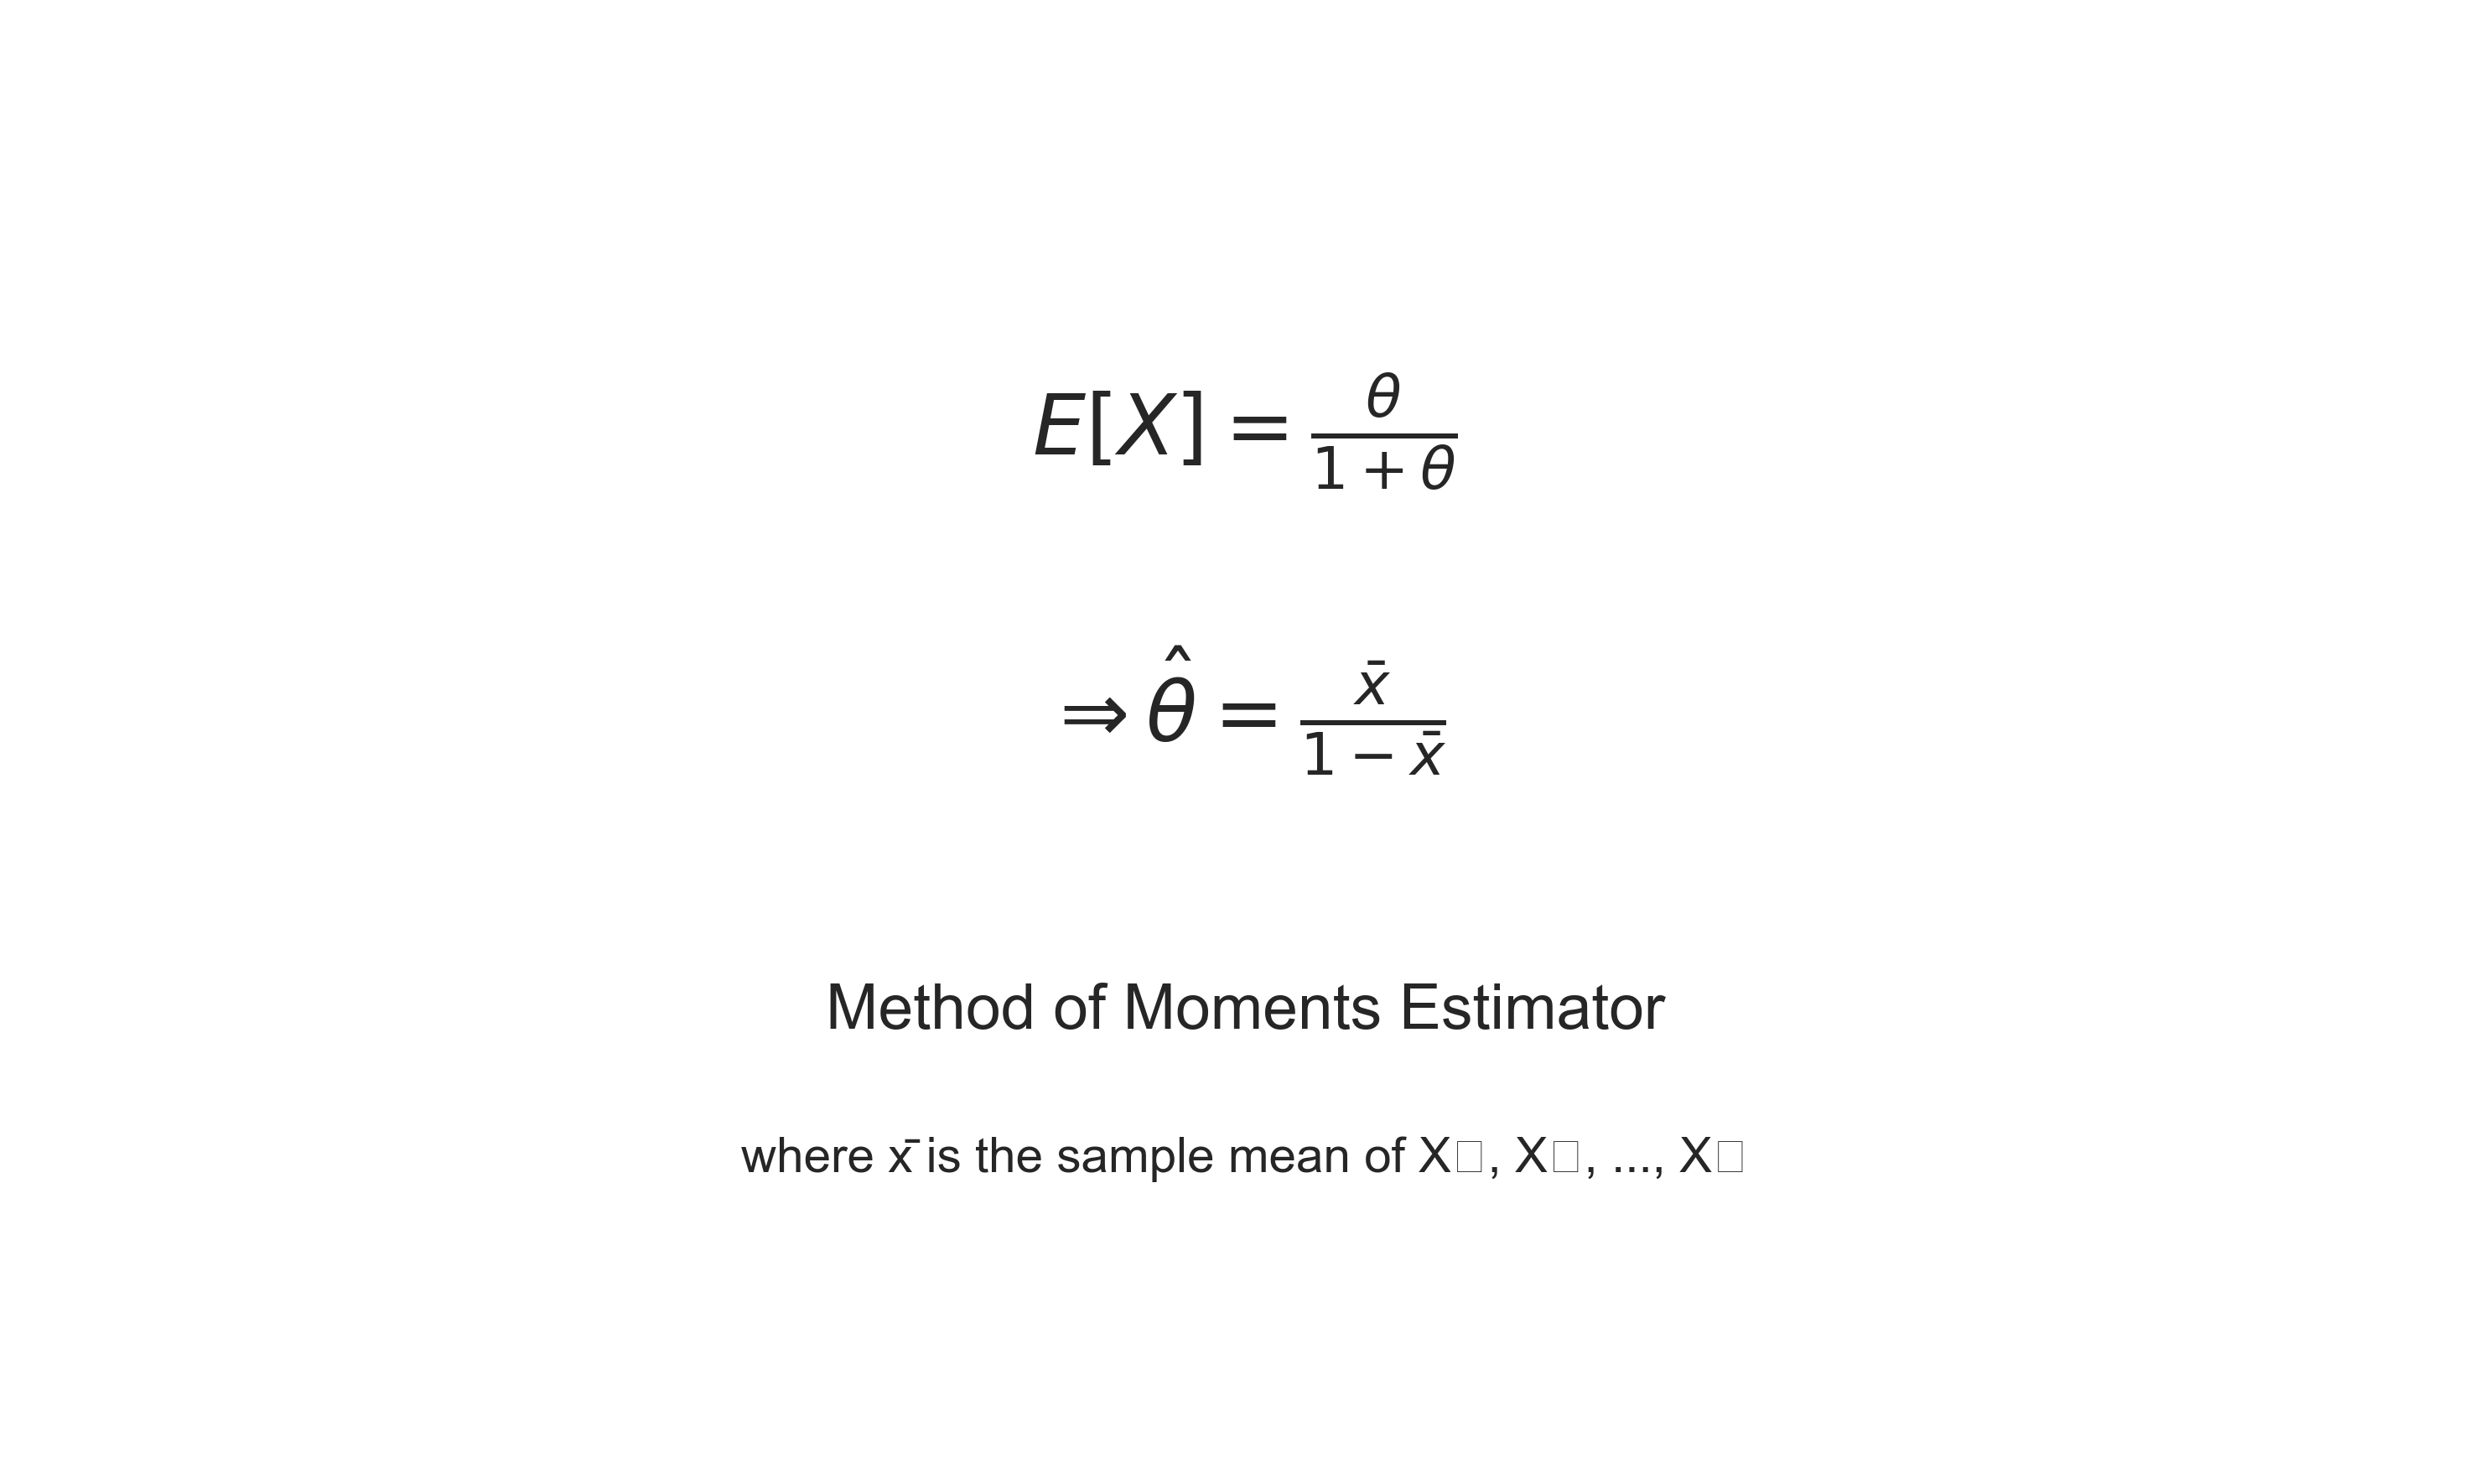 E[X] = θ / (1 + θ)
⇒ θ̂ = x̄ / (1 − x̄)
Method of Moments Estimator
where x̄ is the sample mean of X□, X□, ..., X□